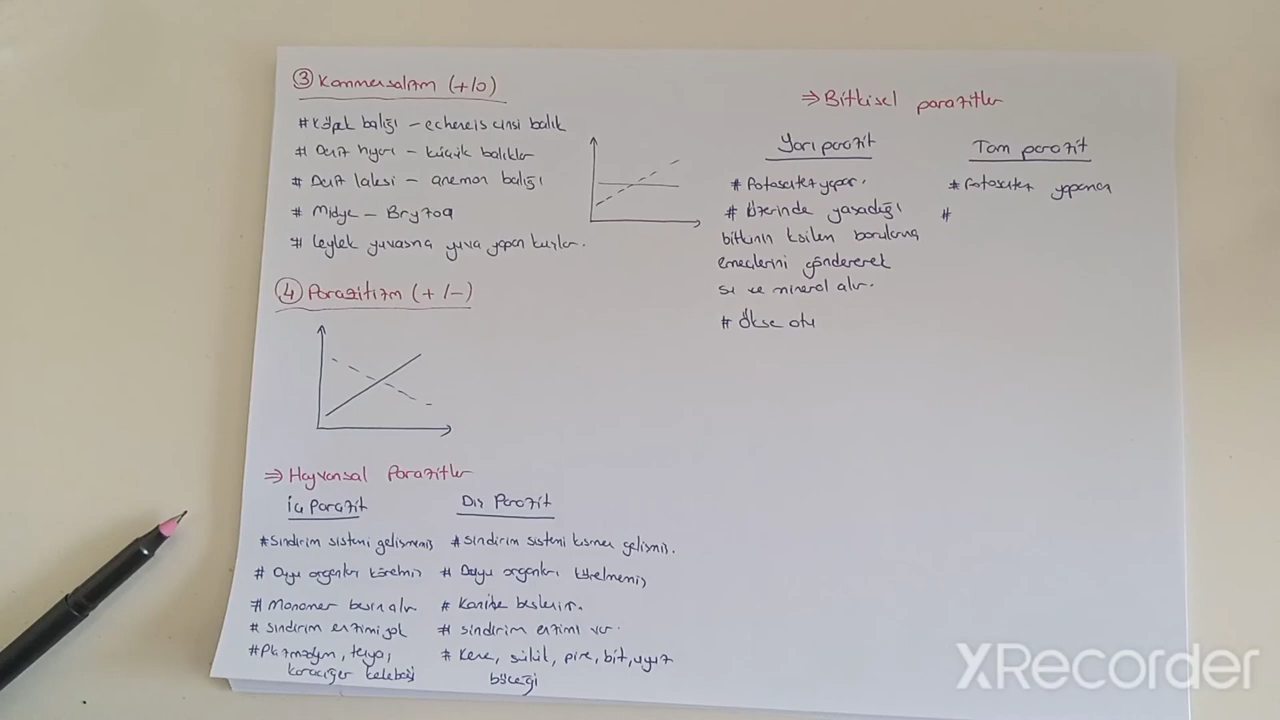 ③ Kommensalizm (+/0)
# Köpek balığı – echeneis cinsi balık
# Deniz hıyarı – küçük balıklar
# Deniz lalesi – anemon balığı
# Midye – Bryzoa
# Leylek yuvasına yuva yapan kuşlar.
④ Parazitizm (+/-)
⇒ Hayvansal Parazitler
İç Parazit
# Sindirim sistemi gelişmemiş
# Duyu organları körelmiş
# Monomer besin alır
# sindirim enzimi yok
# Plazmodyum, tenya,
karaciğer kelebeği
Dış Parazit
# Sindirim sistemi kısmen gelişmiş.
# Duyu organları körelmemiş
# Kanibe beslenir.
# sindirim enzimi var.
# Kene, sülük, pire, bit, uyuz
böceği
⇒ Bitkisel parazitler
Yarı parazit
# Fotosentez yapar.
# Üzerinde yaşadığı
bitkinin ksilem borularına
emeçlerini göndererek
su ve mineral alır.
# Ökse otu
Tam parazit
# Fotosentez yapamaz
#
XRecorder